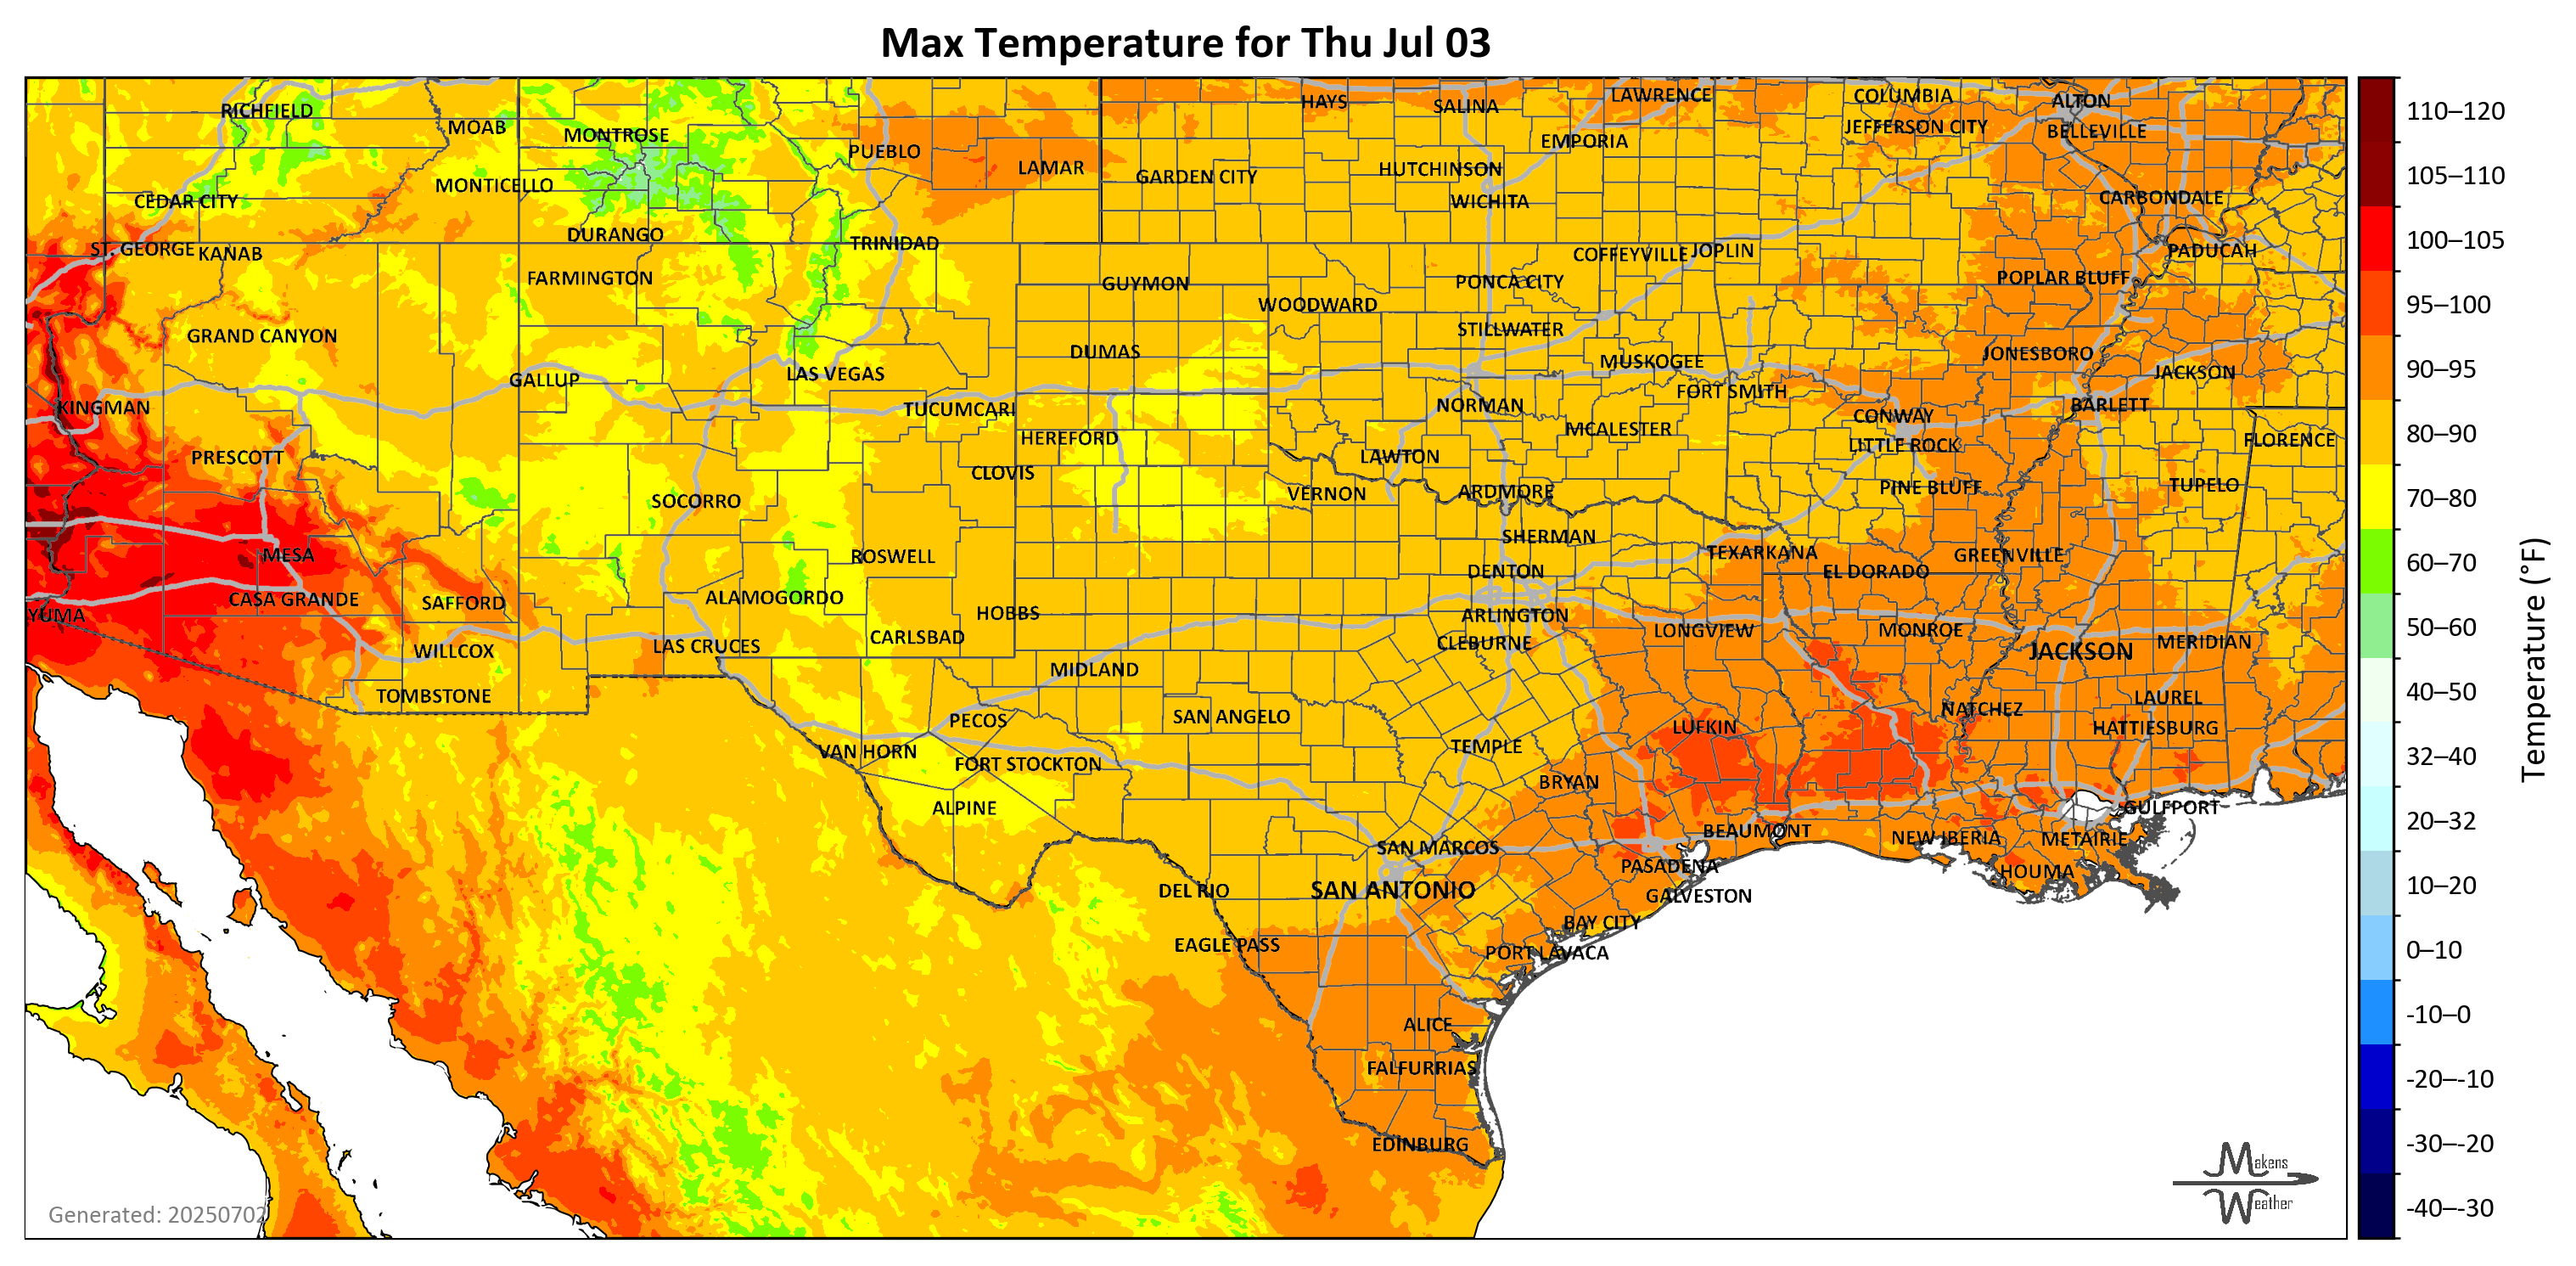 Max Temperature for Thu Jul 03
RICHFIELD
MOAB
MONTROSE
PUEBLO
LAMAR
HAYS
SALINA
LAWRENCE
COLUMBIA
ALTON
EMPORIA
JEFFERSON CITY
BELLEVILLE
MONTICELLO
GARDEN CITY
HUTCHINSON
CEDAR CITY
WICHITA
CARBONDALE
DURANGO
ST. GEORGE
KANAB
TRINIDAD
COFFEYVILLE
JOPLIN
PADUCAH
FARMINGTON
GUYMON
PONCA CITY
POPLAR BLUFF
WOODWARD
GRAND CANYON
STILLWATER
DUMAS
MUSKOGEE
JONESBORO
GALLUP
LAS VEGAS
FORT SMITH
JACKSON
KINGMAN
TUCUMCARI
NORMAN
CONWAY
BARLETT
HEREFORD
MCALESTER
LITTLE ROCK
FLORENCE
PRESCOTT
CLOVIS
LAWTON
SOCORRO
VERNON
ARDMORE
PINE BLUFF
TUPELO
SHERMAN
MESA
ROSWELL
TEXARKANA
GREENVILLE
DENTON
EL DORADO
CASA GRANDE
SAFFORD
ALAMOGORDO
HOBBS
ARLINGTON
YUMA
CARLSBAD
CLEBURNE
LONGVIEW
MONROE
MERIDIAN
WILLCOX
LAS CRUCES
JACKSON
MIDLAND
TOMBSTONE
LAUREL
PECOS
SAN ANGELO
NATCHEZ
LUFKIN
HATTIESBURG
VAN HORN
FORT STOCKTON
TEMPLE
BRYAN
ALPINE
GULFPORT
BEAUMONT
NEW IBERIA
METAIRIE
SAN MARCOS
PASADENA
HOUMA
DEL RIO
SAN ANTONIO
GALVESTON
BAY CITY
EAGLE PASS
PORT LAVACA
ALICE
FALFURRIAS
EDINBURG
Generated: 20250702
Makens
Weather
110–120
105–110
100–105
95–100
90–95
80–90
70–80
60–70
50–60
40–50
32–40
20–32
10–20
0–10
-10–0
-20–-10
-30–-20
-40–-30
Temperature (°F)